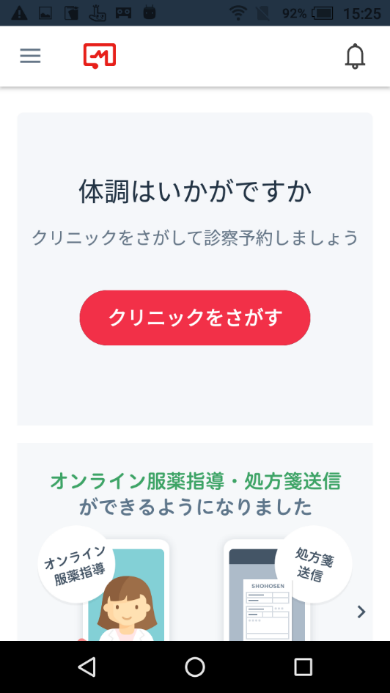 92% 15:25
体調はいかがですか
クリニックをさがして診察予約しましょう
クリニックをさがす
オンライン服薬指導・処方箋送信
ができるようになりました
オンライン
服薬指導
処方箋
送信
SHOHOSEN